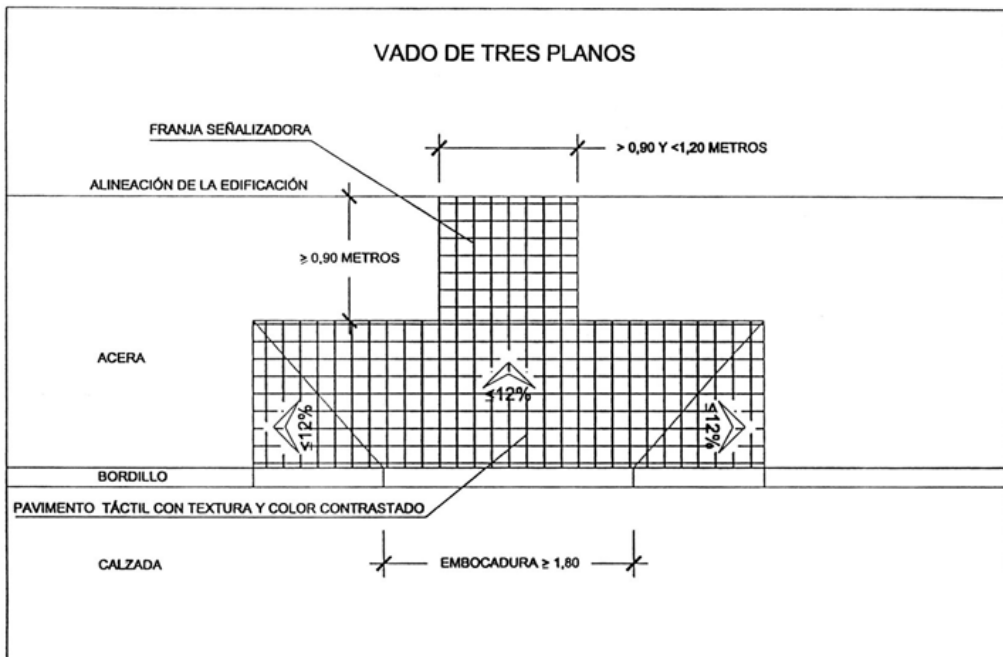 VADO DE TRES PLANOS
FRANJA SEÑALIZADORA
> 0,90 Y <1,20 METROS
ALINEACIÓN DE LA EDIFICACIÓN
≥ 0,90 METROS
ACERA
≤12%
≤12%
≤12%
BORDILLO
PAVIMENTO TÁCTIL CON TEXTURA Y COLOR CONTRASTADO
CALZADA
EMBOCADURA ≥ 1,80